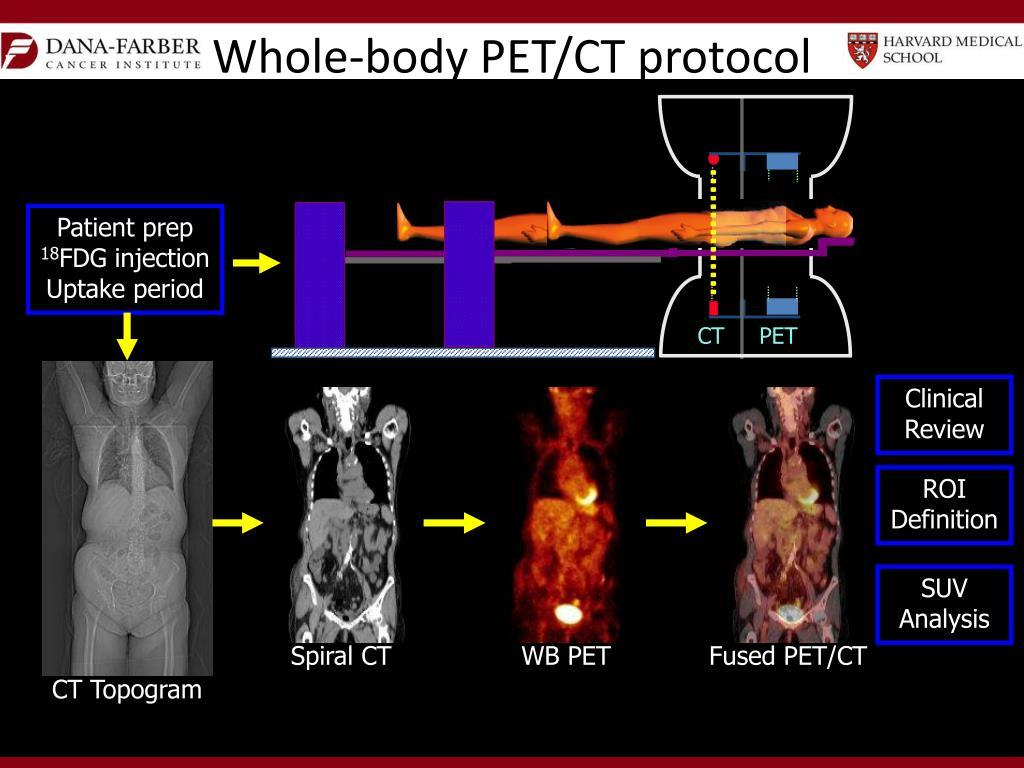 DANA-FARBER
CANCER INSTITUTE
Whole-body PET/CT protocol
HARVARD MEDICAL
SCHOOL
Patient prep
¹⁸FDG injection
Uptake period
CT PET
Clinical
Review
ROI
Definition
SUV
Analysis
Spiral CT
WB PET
Fused PET/CT
CT Topogram